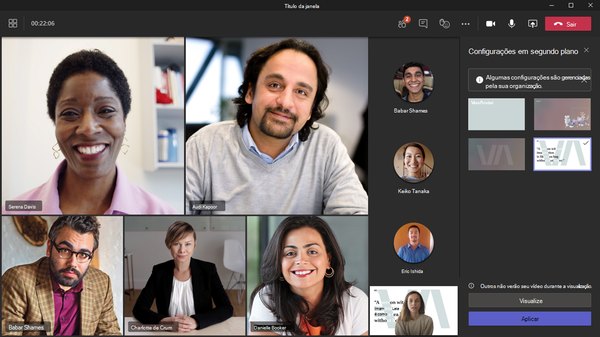 Título da janela
00:22:06
2
Sair
Configurações em segundo plano
Algumas configurações são gerenciadas
pela sua organização.
Serena Davis
Audi Kapoor
Babar Shames
Keiko Tanaka
Eric Ishida
Babar Shames
Charlotte de Crum
Danielle Booker
Outros não verão seu vídeo durante a visualização.
Visualize
Aplicar